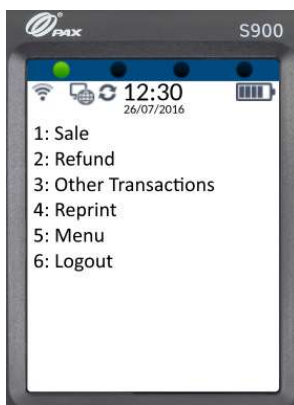 PAX S900
12:30
26/07/2016
1: Sale
2: Refund
3: Other Transactions
4: Reprint
5: Menu
6: Logout